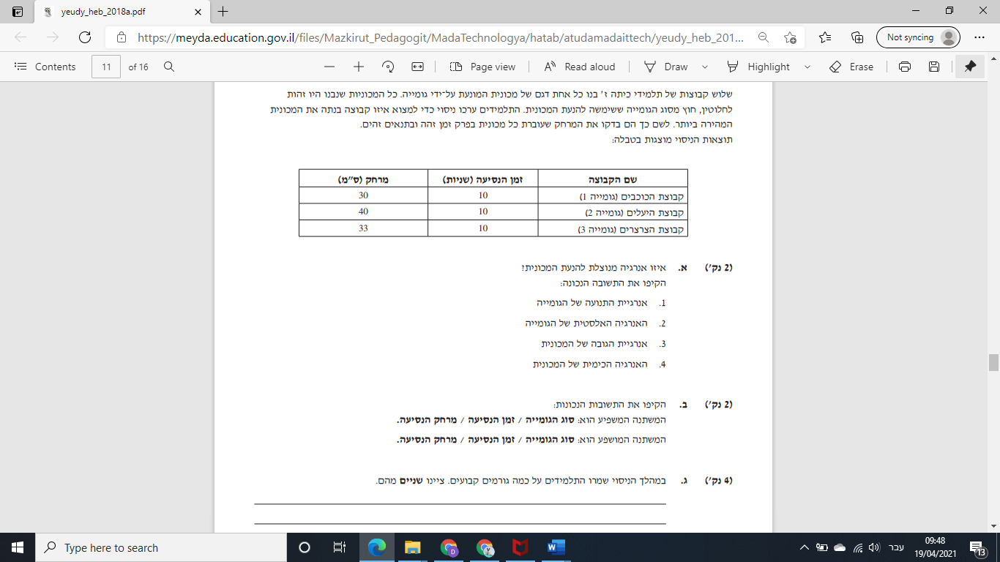 yeudy_heb_2018a.pdf
https://meyda.education.gov.il/files/Mazkirut_Pedagogit/MadaTechnologya/hatab/atudamadaittech/yeudy_heb_201...
Not syncing
Contents 11 of 16 Page view Read aloud Draw Highlight Erase
שלוש קבוצות של תלמידי כיתה ז' בנו כל אחת דגם של מכונית המונעת על־ידי גומייה. כל המכוניות שנבנו היו זהות
לחלוטין, חוץ מסוג הגומייה ששימשה להנעת המכונית. התלמידים ערכו ניסוי כדי למצוא איזו קבוצה בנתה את המכונית
המהירה ביותר. לשם כך הם בדקו את המרחק שעוברת כל מכונית בפרק זמן זהה ובתנאים זהים.
תוצאות הניסוי מוצגות בטבלה:
שם הקבוצה זמן הנסיעה (שניות) מרחק (ס"מ)
קבוצת הכוכבים (גומייה 1) 10 30
קבוצת היעלים (גומייה 2) 10 40
קבוצת הצרצרים (גומייה 3) 10 33
(2 נק') א. איזו אנרגיה מנוצלת להנעת המכונית?
הקיפו את התשובה הנכונה:
1. אנרגיית התנועה של הגומייה
2. האנרגיה האלסטית של הגומייה
3. אנרגיית הגובה של המכונית
4. האנרגיה הכימית של המכונית
(2 נק') ב. הקיפו את התשובות הנכונות:
המשתנה המשפיע הוא: סוג הגומייה / זמן הנסיעה / מרחק הנסיעה.
המשתנה המושפע הוא: סוג הגומייה / זמן הנסיעה / מרחק הנסיעה.
(4 נק') ג. במהלך הניסוי שמרו התלמידים על כמה גורמים קבועים. ציינו שניים מהם.
Type here to search
עבר
09:48
19/04/2021
13